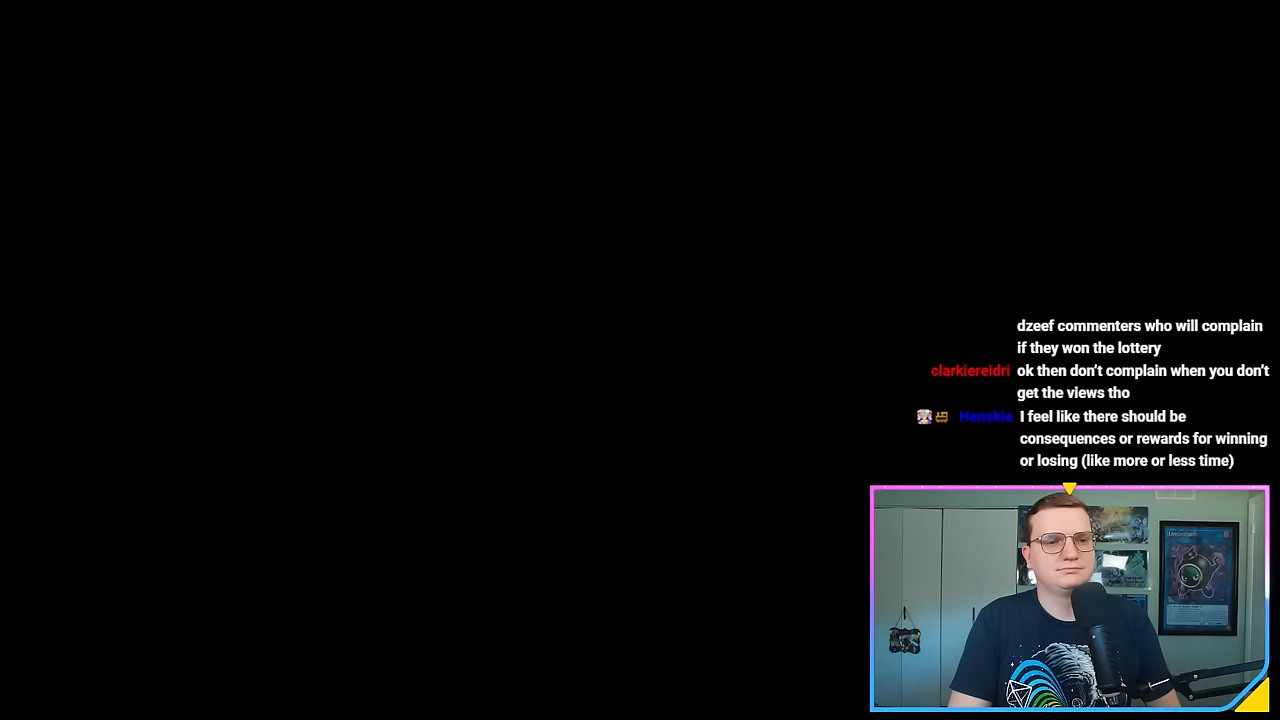 dzeef commenters who will complain
if they won the lottery
clarkiereidri ok then don’t complain when you don’t
get the views tho
Henskie I feel like there should be
consequences or rewards for winning
or losing (like more or less time)